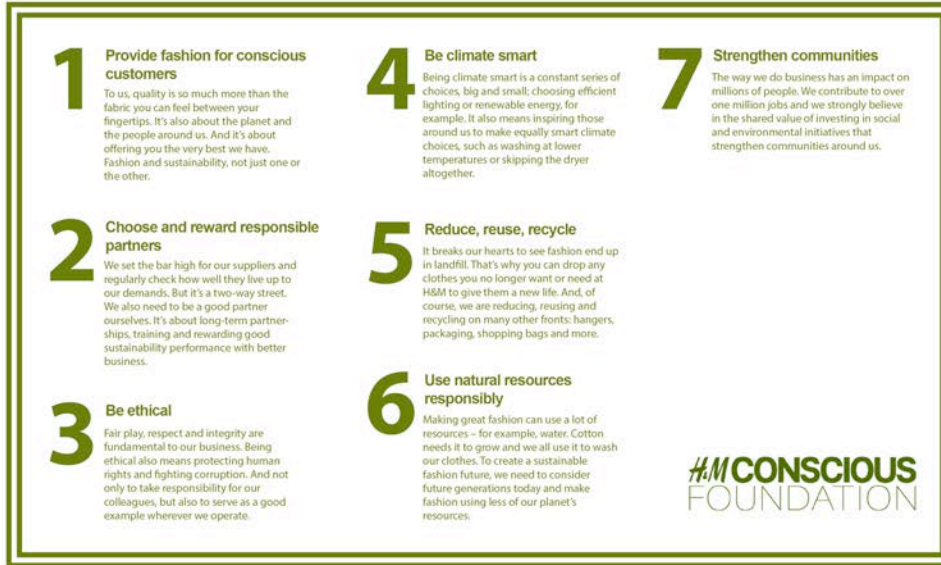 1
Provide fashion for conscious
customers
To us, quality is so much more than the
fabric you can feel between your
fingertips. It's also about the planet and
the people around us. And it's about
offering you the very best we have.
Fashion and sustainability, not just one or
the other.
2
Choose and reward responsible
partners
We set the bar high for our suppliers and
regularly check how well they live up to
our demands. But it's a two-way street.
We also need to be a good partner
ourselves. It's about long-term partner-
ships, training and rewarding good
sustainability performance with better
business.
3
Be ethical
Fair play, respect and integrity are
fundamental to our business. Being
ethical also means protecting human
rights and fighting corruption. And not
only to take responsibility for our
colleagues, but also to serve as a good
example wherever we operate.
4
Be climate smart
Being climate smart is a constant series of
choices, big and small; choosing efficient
lighting or renewable energy, for
example. It also means inspiring those
around us to make equally smart climate
choices, such as washing at lower
temperatures or skipping the dryer
altogether.
5
Reduce, reuse, recycle
It breaks our hearts to see fashion end up
in landfill. That's why you can drop any
clothes you no longer want or need at
H&M to give them a new life. And, of
course, we are reducing, reusing and
recycling on many other fronts: hangers,
packaging, shopping bags and more.
6
Use natural resources
responsibly
Making great fashion can use a lot of
resources – for example, water. Cotton
needs it to grow and we all use it to wash
our clothes. To create a sustainable
fashion future, we need to consider
future generations today and make
fashion using less of our planet's
resources.
7
Strengthen communities
The way we do business has an impact on
millions of people. We contribute to over
one million jobs and we strongly believe
in the shared value of investing in social
and environmental initiatives that
strengthen communities around us.
H&M CONSCIOUS
FOUNDATION